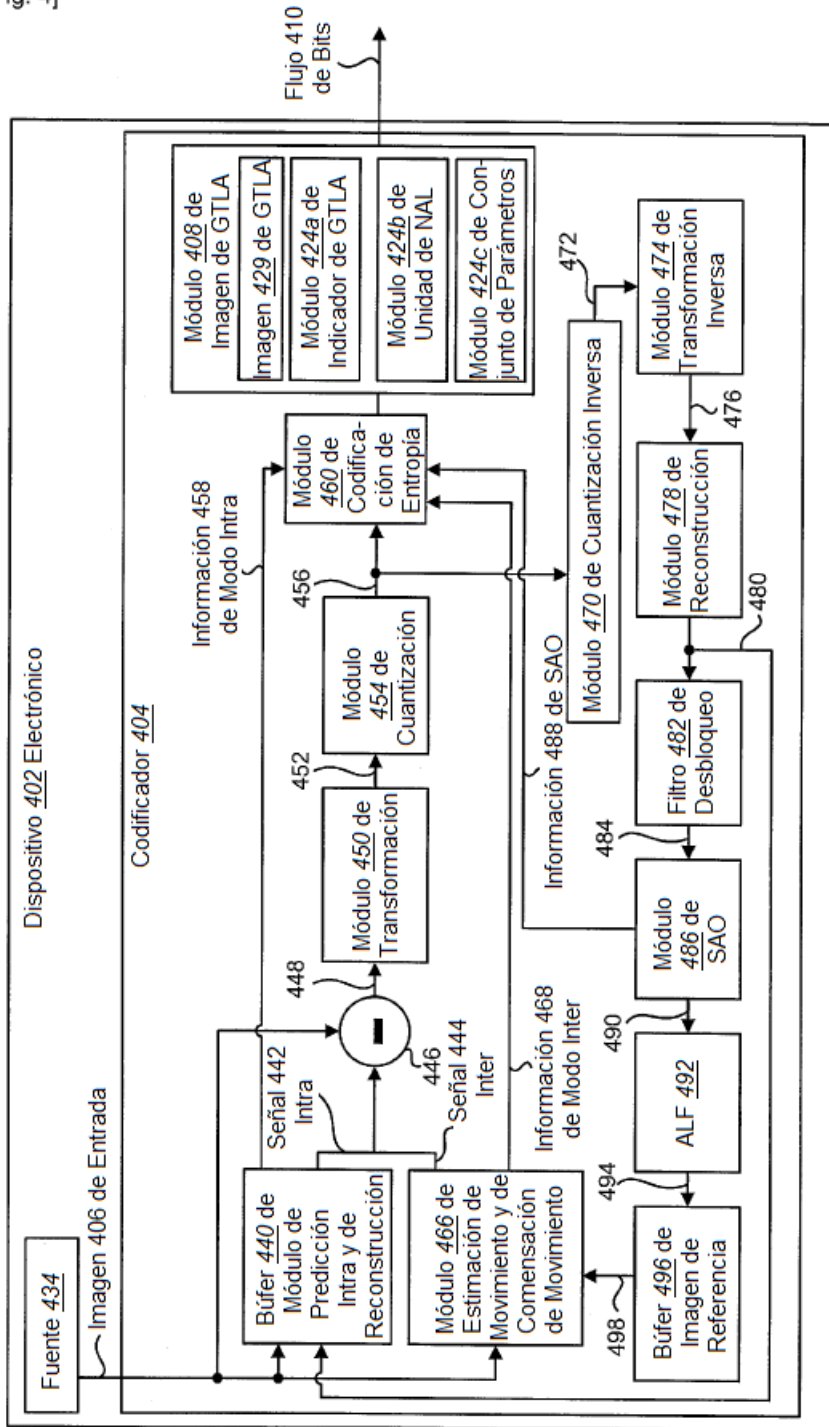 ig. 4]
Dispositivo 402 Electrónico
Fuente 434
Imagen 406 de Entrada
Codificador 404
Flujo 410
de Bits
Búfer 440 de
Módulo de
Predicción
Intra y de
Reconstrucción
Señal 442
Intra
Señal 444
Inter
446
448
Módulo 450 de
Transformación
452
Módulo
454 de
Cuantización
456
Información 458
de Modo Intra
Módulo
460 de
Codifica-
ción de
Entropía
Módulo 408 de
Imagen de GTLA
Imagen 429 de GTLA
Módulo 424a de
Indicador de GTLA
Módulo 424b de
Unidad de NAL
Módulo 424c de Con-
junto de Parámetros
Módulo 466 de
Estimación de
Movimiento y de
Comensación
de Movimiento
Información 468
de Modo Inter
Información 488 de SAO
Módulo 470 de Cuantización Inversa
472
Módulo 474 de
Transformación
Inversa
476
Módulo 478 de
Reconstrucción
480
Filtro 482 de
Desbloqueo
484
Módulo
486 de
SAO
490
ALF 492
494
Búfer 496 de
Imagen de
Referencia
498